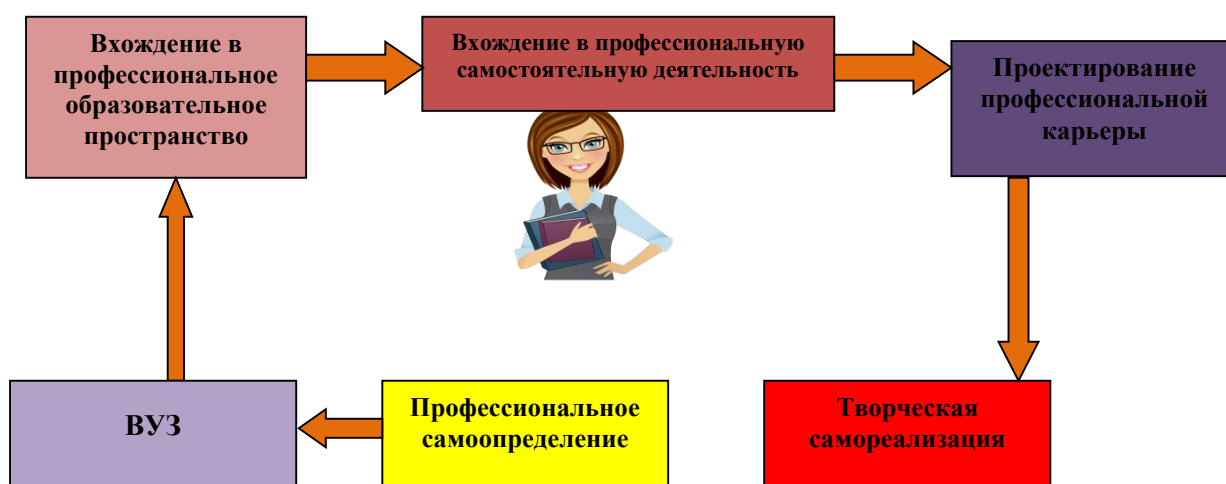 Вхождение в
профессиональное
образовательное
пространство
Вхождение в профессиональную
самостоятельную деятельность
Проектирование
профессиональной
карьеры
ВУЗ
Профессиональное
самоопределение
Творческая
самореализация